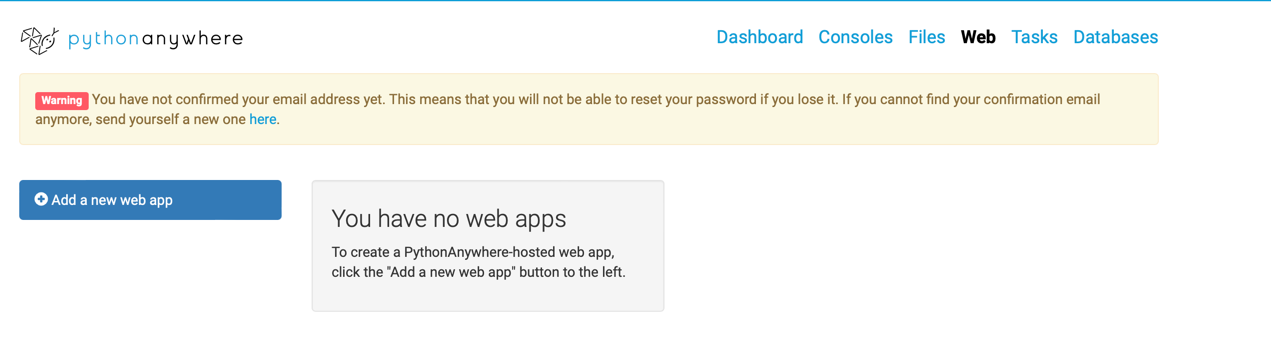 pythonanywhere
Dashboard Consoles Files Web Tasks Databases
Warning You have not confirmed your email address yet. This means that you will not be able to reset your password if you lose it. If you cannot find your confirmation email
anymore, send yourself a new one here.
Add a new web app
You have no web apps
To create a PythonAnywhere-hosted web app,
click the "Add a new web app" button to the left.